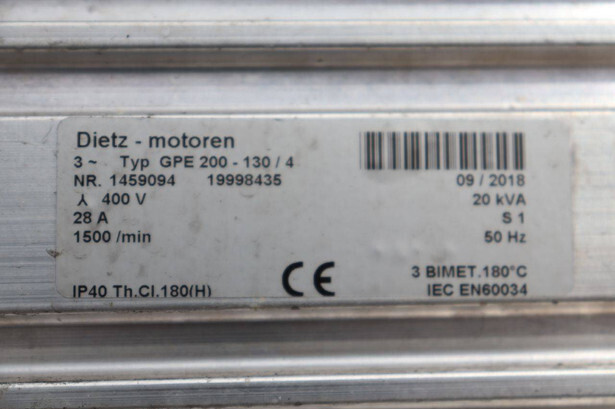 Dietz - motoren
3 ~ Typ GPE 200 - 130 / 4
NR. 1459094 19998435
09 / 2018
⅄ 400 V 20 kVA
28 A S 1
1500 /min 50 Hz
CE 3 BIMET.180°C
IP40 Th.Cl.180(H) IEC EN60034